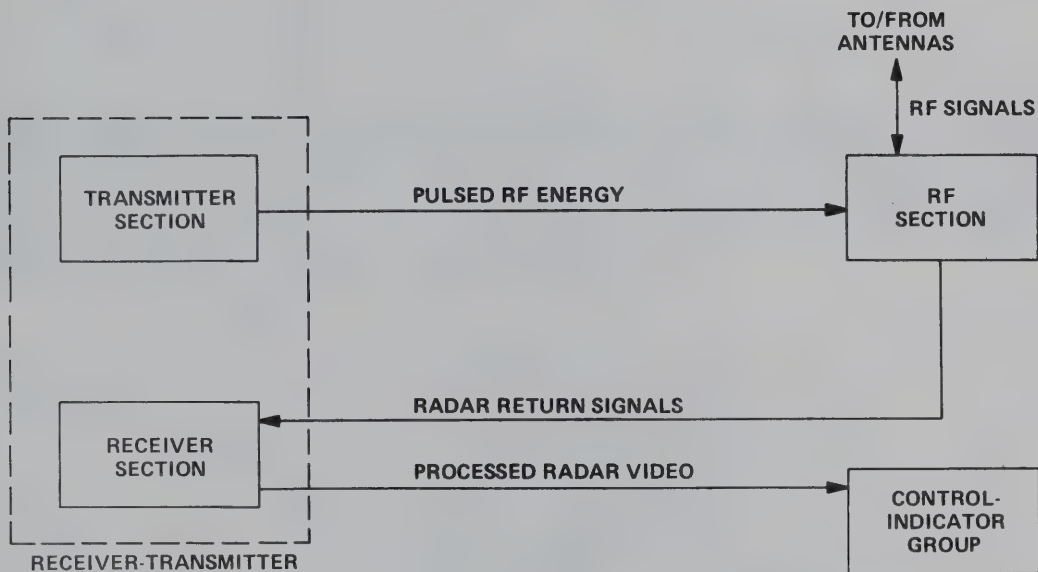 TO/FROM
ANTENNAS
RF SIGNALS
TRANSMITTER
SECTION
PULSED RF ENERGY
RF
SECTION
RADAR RETURN SIGNALS
RECEIVER
SECTION
PROCESSED RADAR VIDEO
CONTROL-
INDICATOR
GROUP
RECEIVER-TRANSMITTER